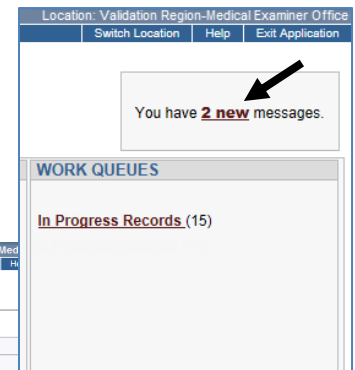 Location: Validation Region-Medical Examiner Office
Switch Location Help Exit Application
You have 2 new messages.
WORK QUEUES
In Progress Records (15)
Med